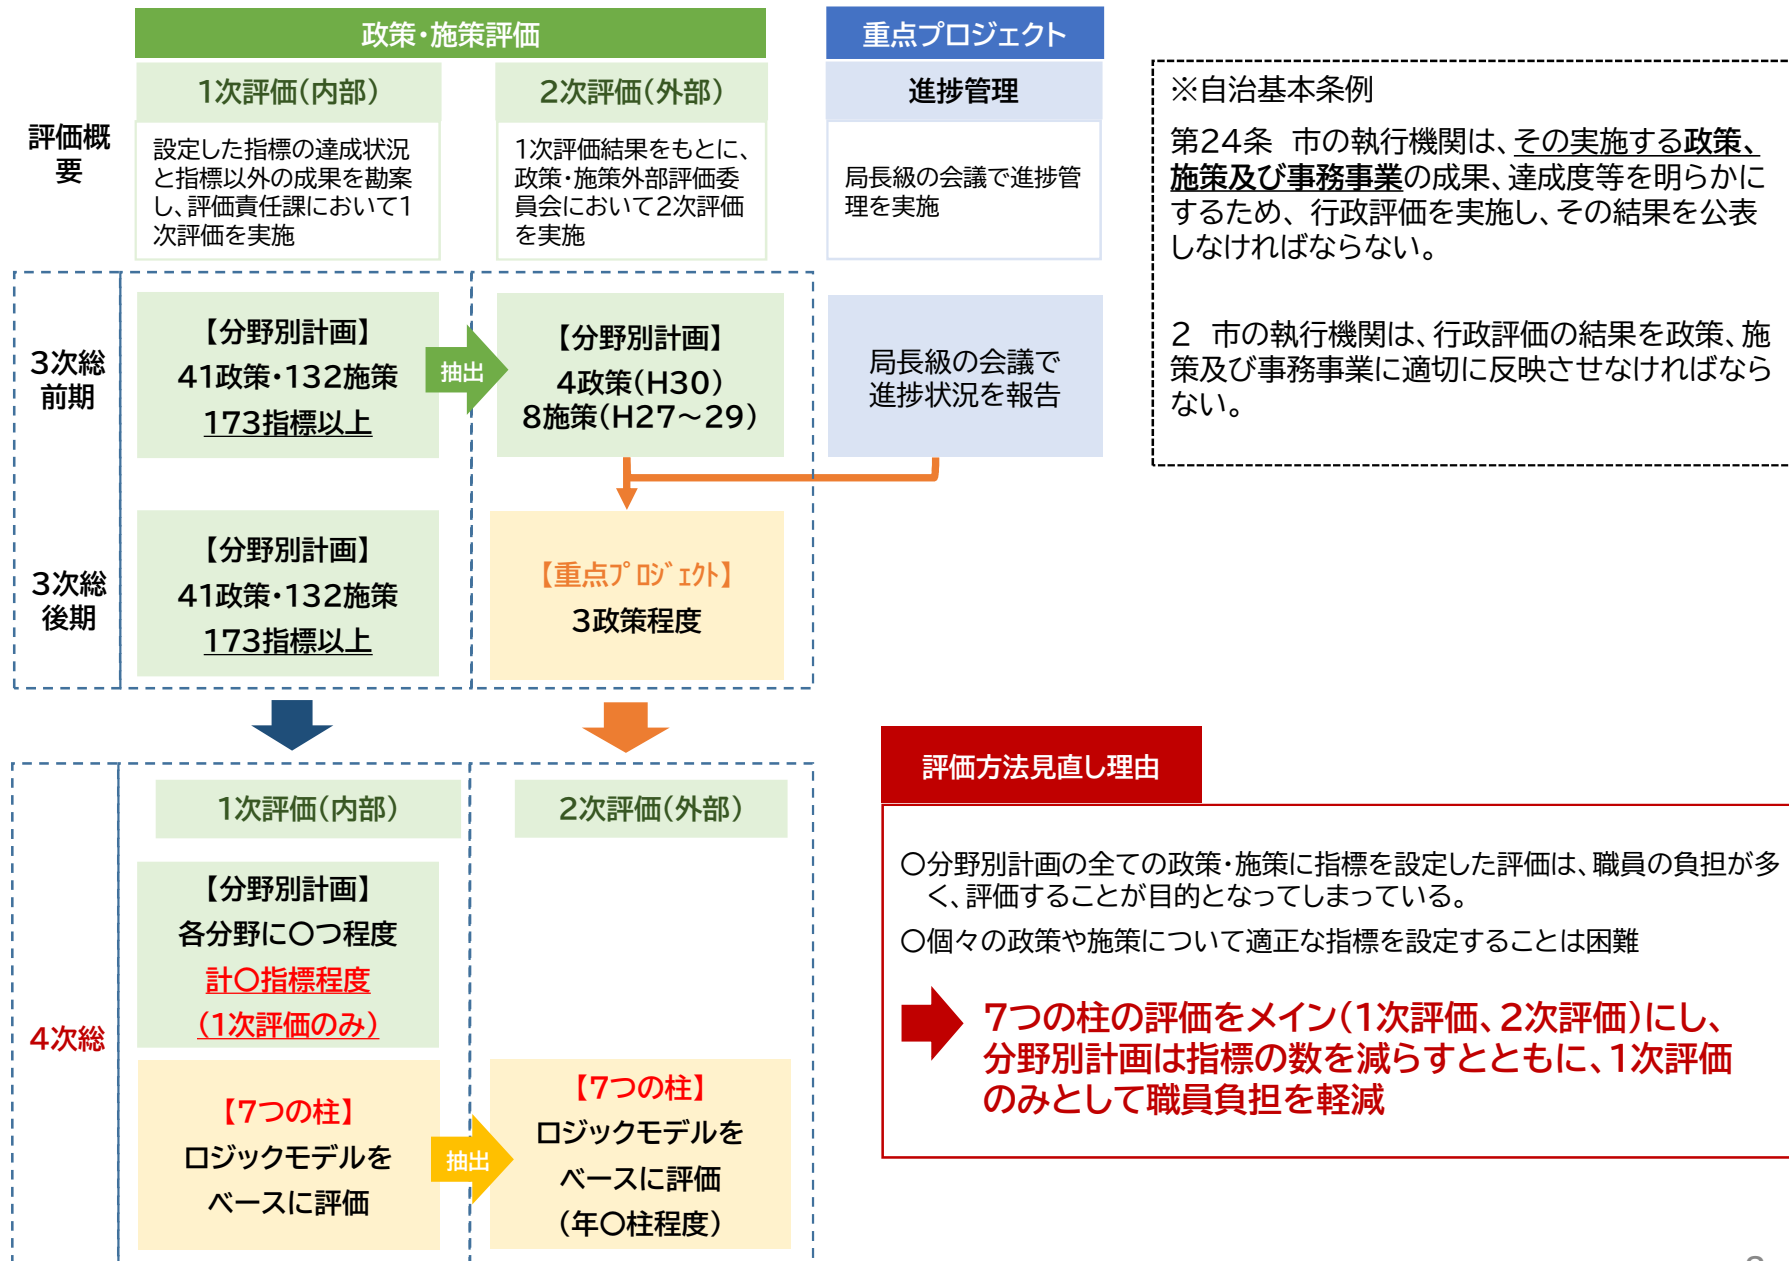 政策・施策評価
重点プロジェクト
1次評価(内部)
2次評価(外部)
進捗管理
評価概
要
設定した指標の達成状況
と指標以外の成果を勘案
し、評価責任課において1
次評価を実施
1次評価結果をもとに、
政策・施策外部評価委
員会において2次評価
を実施
局長級の会議で進捗管
理を実施
※自治基本条例
第24条 市の執行機関は、その実施する政策、
施策及び事務事業の成果、達成度等を明らかに
するため、 行政評価を実施し、その結果を公表
しなければならない。
2 市の執行機関は、行政評価の結果を政策、施
策及び事務事業に適切に反映させなければなら
ない。
3次総
前期
【分野別計画】
41政策・132施策
173指標以上
抽出
【分野別計画】
4政策(H30)
8施策(H27~29)
局長級の会議で
進捗状況を報告
3次総
後期
【分野別計画】
41政策・132施策
173指標以上
【重点プロジェクト】
3政策程度
4次総
1次評価(内部)
2次評価(外部)
【分野別計画】
各分野に〇つ程度
計〇指標程度
(1次評価のみ)
【7つの柱】
ロジックモデルを
ベースに評価
抽出
【7つの柱】
ロジックモデルを
ベースに評価
(年〇柱程度)
評価方法見直し理由
〇分野別計画の全ての政策・施策に指標を設定した評価は、職員の負担が多
く、評価することが目的となってしまっている。
〇個々の政策や施策について適正な指標を設定することは困難
7つの柱の評価をメイン(1次評価、2次評価)にし、
分野別計画は指標の数を減らすとともに、1次評価
のみとして職員負担を軽減